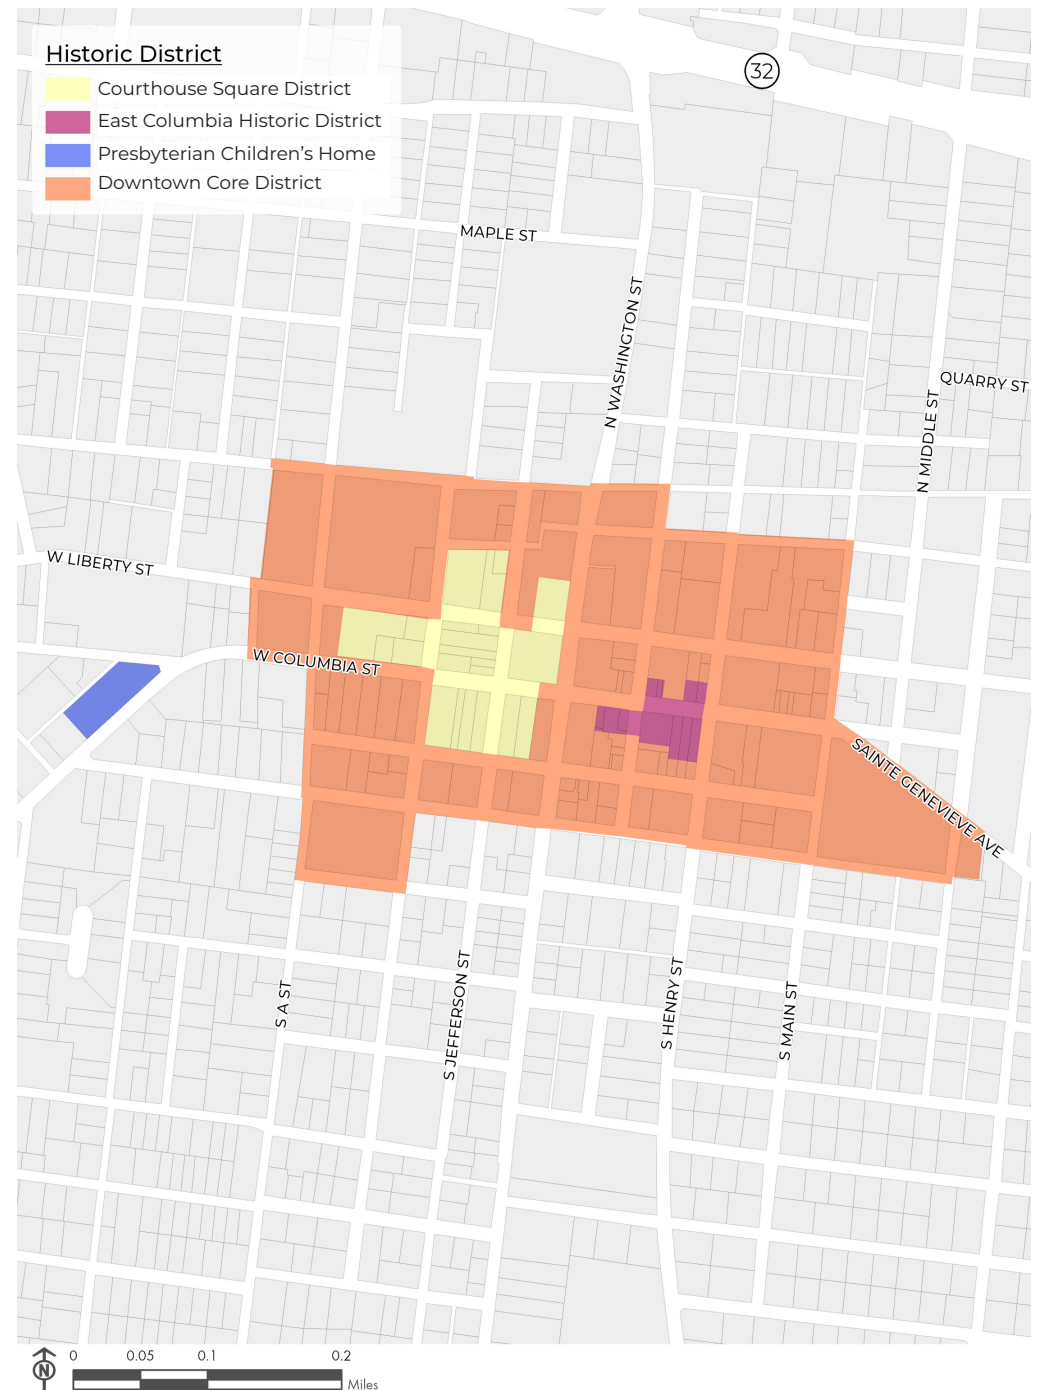 Historic District
Courthouse Square District
East Columbia Historic District
Presbyterian Children's Home
Downtown Core District
32
MAPLE ST
N WASHINGTON ST
QUARRY ST
N MIDDLE ST
W LIBERTY ST
W COLUMBIA ST
SAINTE GENEVIEVE AVE
S A ST
S JEFFERSON ST
S HENRY ST
S MAIN ST
N
0 0.05 0.1 0.2
Miles